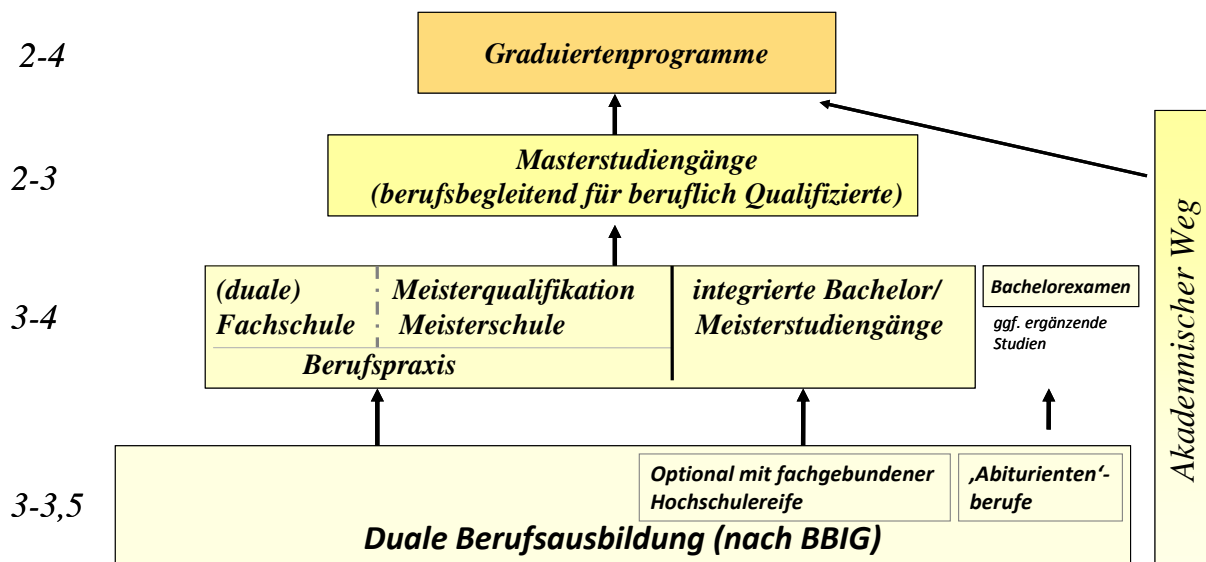 2-4
Graduiertenprogramme
2-3
Masterstudiengänge
(berufsbegleitend für beruflich Qualifizierte)
3-4
(duale)
Fachschule
Meisterqualifikation
Meisterschule
Berufspraxis
integrierte Bachelor/
Meisterstudiengänge
Bachelorexamen
ggf. ergänzende
Studien
Akadenmischer Weg
3-3,5
Optional mit fachgebundener
Hochschulereife
‚Abiturienten‘-
berufe
Duale Berufsausbildung (nach BBIG)